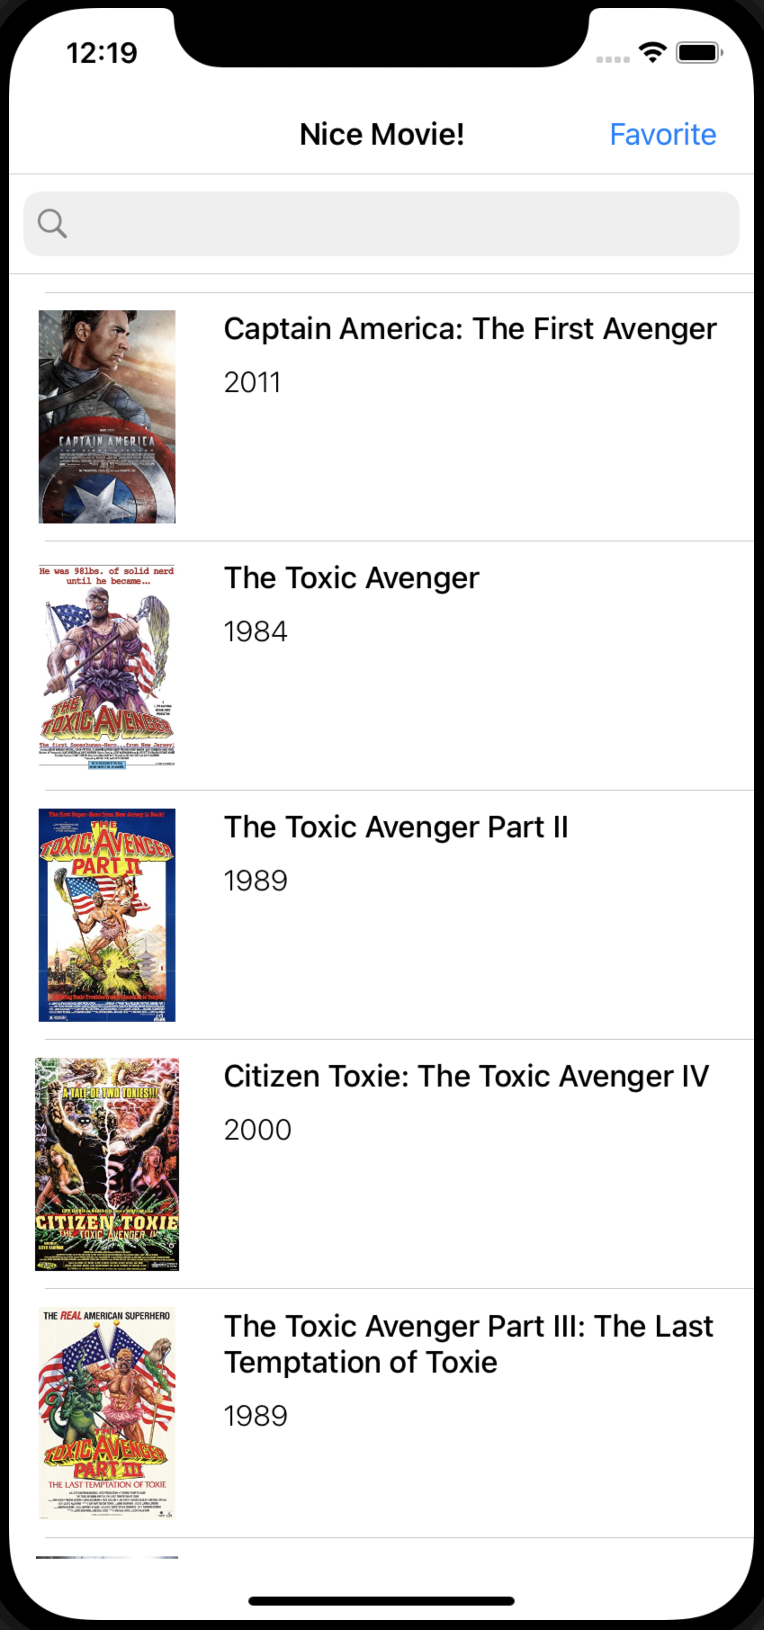 12:19
Nice Movie!
Favorite
Captain America: The First Avenger
2011
CAPTAIN AMERICA
THE FIRST AVENGER
He was 98lbs. of solid nerd
until he became...
The Toxic Avenger
1984
THE
TOXIC AVENGER
The first Superhuman-Hero...from New Jersey!
The first Super-Hero from New Jersey is Back!
THE
TOXIC AVENGER
PART II
The Toxic Avenger Part II
1989
A TALE OF TWO TOXIES!!!
Citizen Toxie: The Toxic Avenger IV
2000
CITIZEN TOXIE
THE TOXIC AVENGER IV
THE REAL AMERICAN SUPERHERO
The Toxic Avenger Part III: The Last
Temptation of Toxie
1989
THE
TOXIC AVENGER
PART III
THE LAST TEMPTATION OF TOXIE